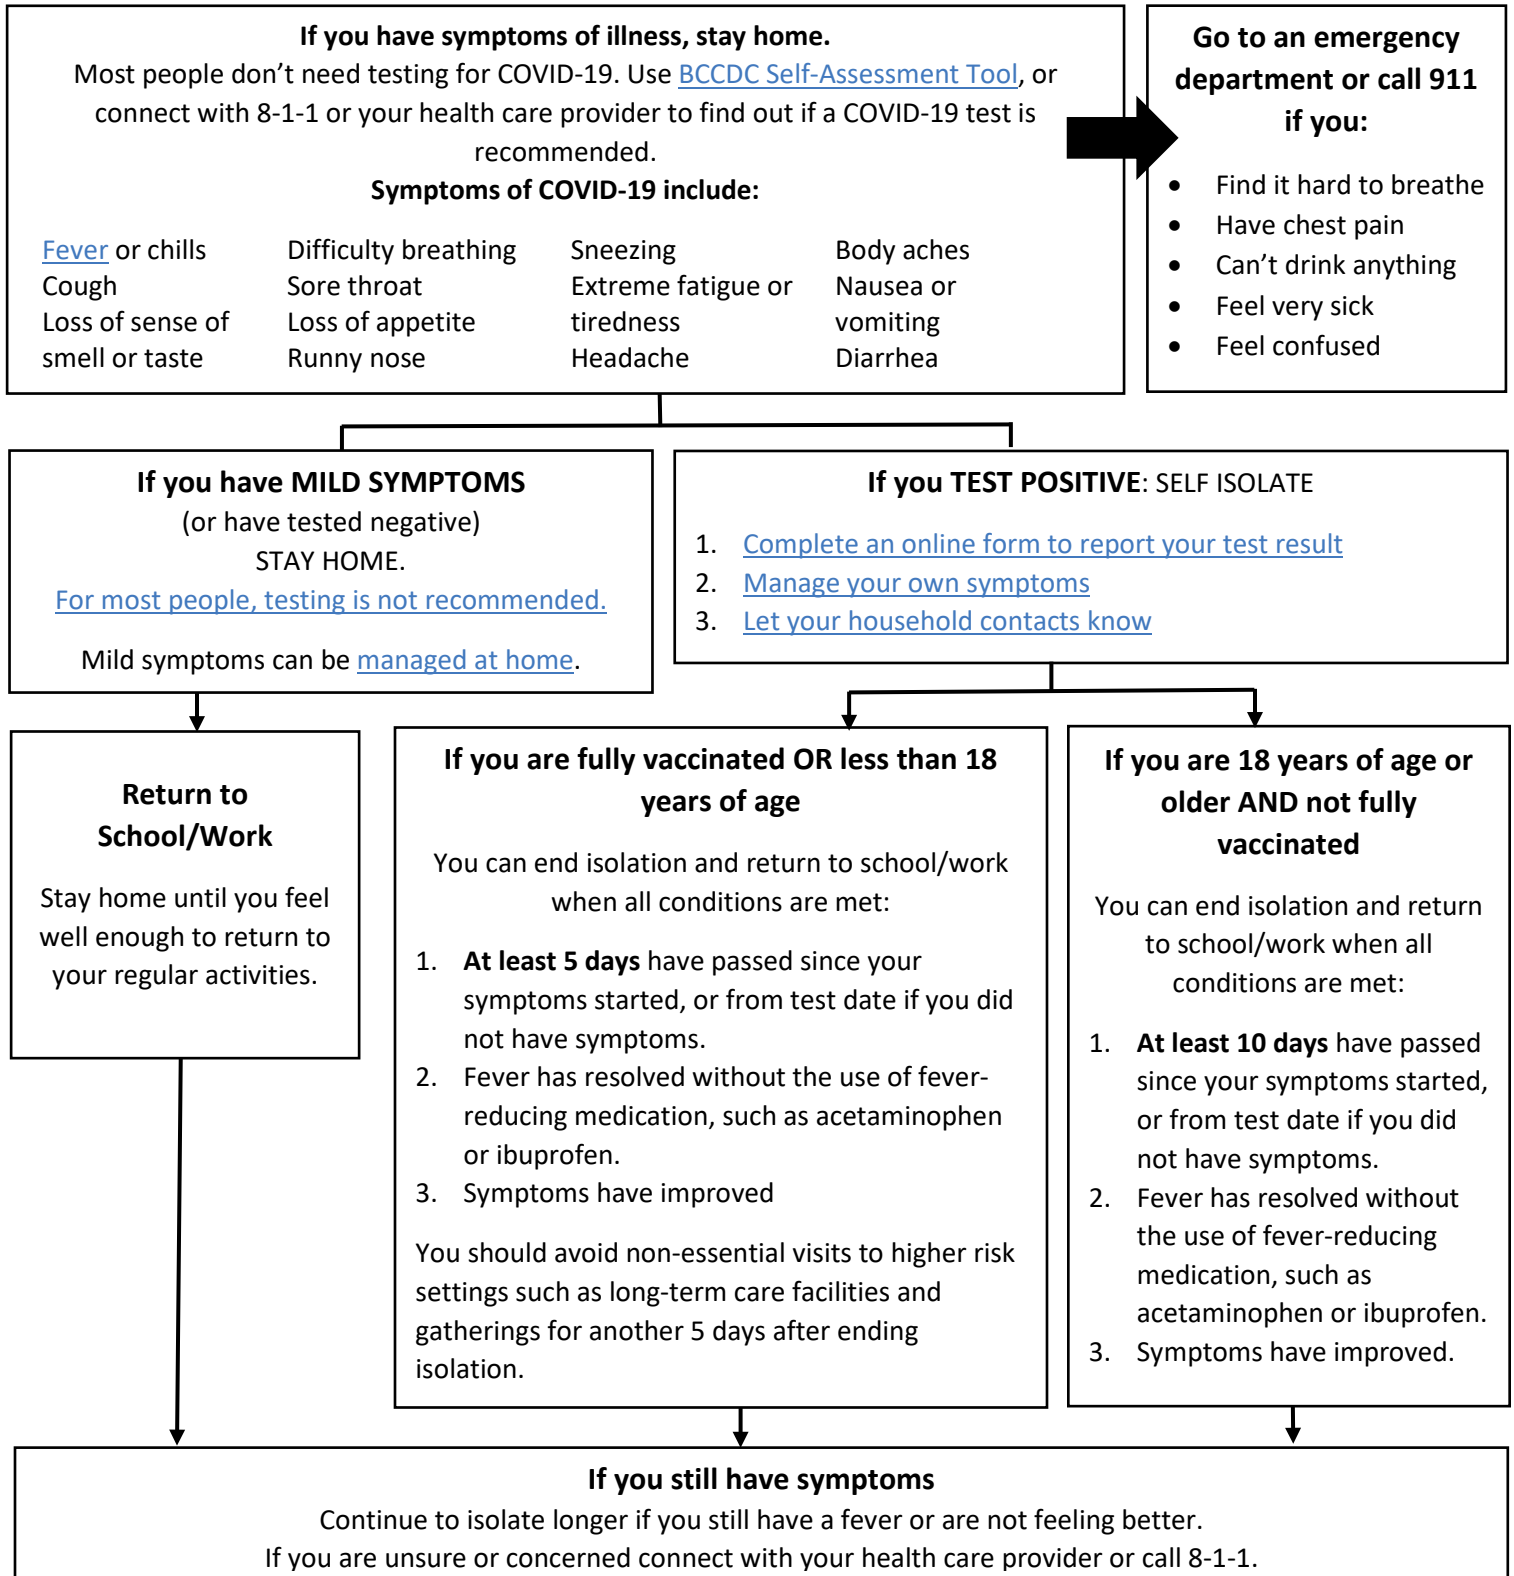 If you have symptoms of illness, stay home.
Most people don’t need testing for COVID-19. Use BCCDC Self-Assessment Tool, or
connect with 8-1-1 or your health care provider to find out if a COVID-19 test is
recommended.
Symptoms of COVID-19 include:
Fever or chills
Cough
Loss of sense of
smell or taste
Difficulty breathing
Sore throat
Loss of appetite
Runny nose
Sneezing
Extreme fatigue or
tiredness
Headache
Body aches
Nausea or
vomiting
Diarrhea
Go to an emergency
department or call 911
if you:
• Find it hard to breathe
• Have chest pain
• Can’t drink anything
• Feel very sick
• Feel confused
If you have MILD SYMPTOMS
(or have tested negative)
STAY HOME.
For most people, testing is not recommended.
Mild symptoms can be managed at home.
If you TEST POSITIVE: SELF ISOLATE
1. Complete an online form to report your test result
2. Manage your own symptoms
3. Let your household contacts know
Return to
School/Work
Stay home until you feel
well enough to return to
your regular activities.
If you are fully vaccinated OR less than 18
years of age
You can end isolation and return to school/work
when all conditions are met:
1. At least 5 days have passed since your
symptoms started, or from test date if you did
not have symptoms.
2. Fever has resolved without the use of fever-
reducing medication, such as acetaminophen
or ibuprofen.
3. Symptoms have improved
You should avoid non-essential visits to higher risk
settings such as long-term care facilities and
gatherings for another 5 days after ending
isolation.
If you are 18 years of age or
older AND not fully
vaccinated
You can end isolation and return
to school/work when all
conditions are met:
1. At least 10 days have passed
since your symptoms started,
or from test date if you did
not have symptoms.
2. Fever has resolved without
the use of fever-reducing
medication, such as
acetaminophen or ibuprofen.
3. Symptoms have improved.
If you still have symptoms
Continue to isolate longer if you still have a fever or are not feeling better.
If you are unsure or concerned connect with your health care provider or call 8-1-1.